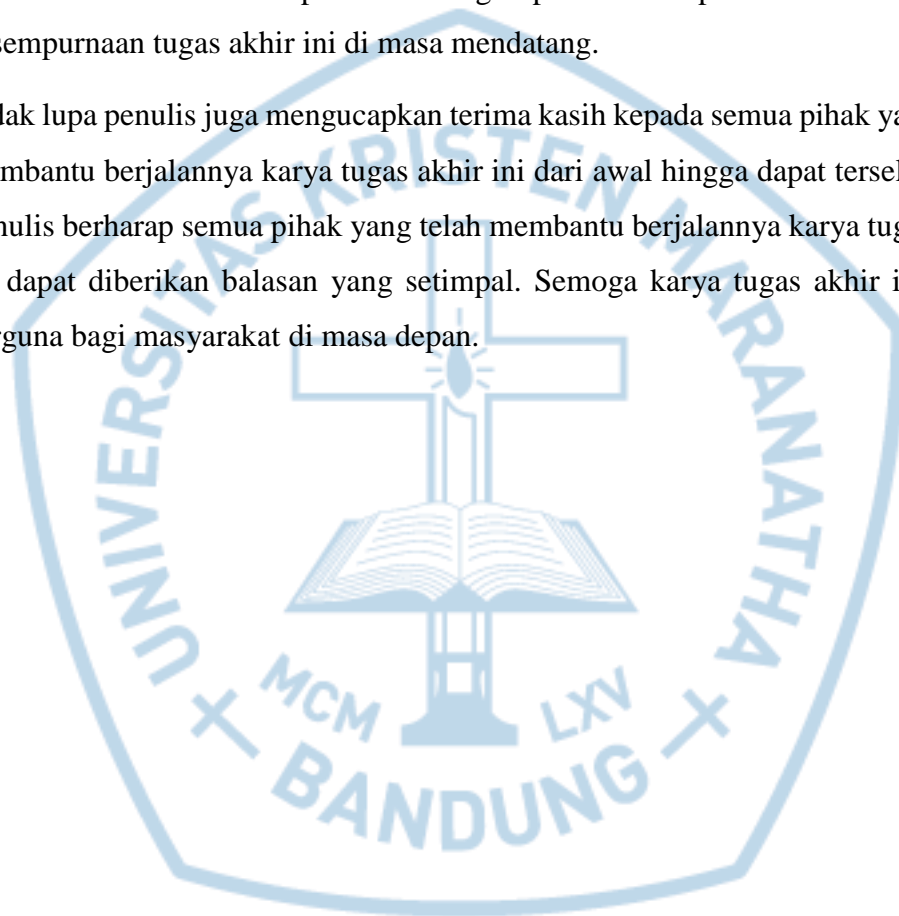 sempurnaan tugas akhir ini di masa mendatang.
dak lupa penulis juga mengucapkan terima kasih kepada semua pihak ya
mbantu berjalannya karya tugas akhir ini dari awal hingga dapat tersel
nulis berharap semua pihak yang telah membantu berjalannya karya tug
dapat diberikan balasan yang setimpal. Semoga karya tugas akhir i
rguna bagi masyarakat di masa depan.
UNIVERSITAS KRISTEN MARANATHA
MCM LXV
BANDUNG